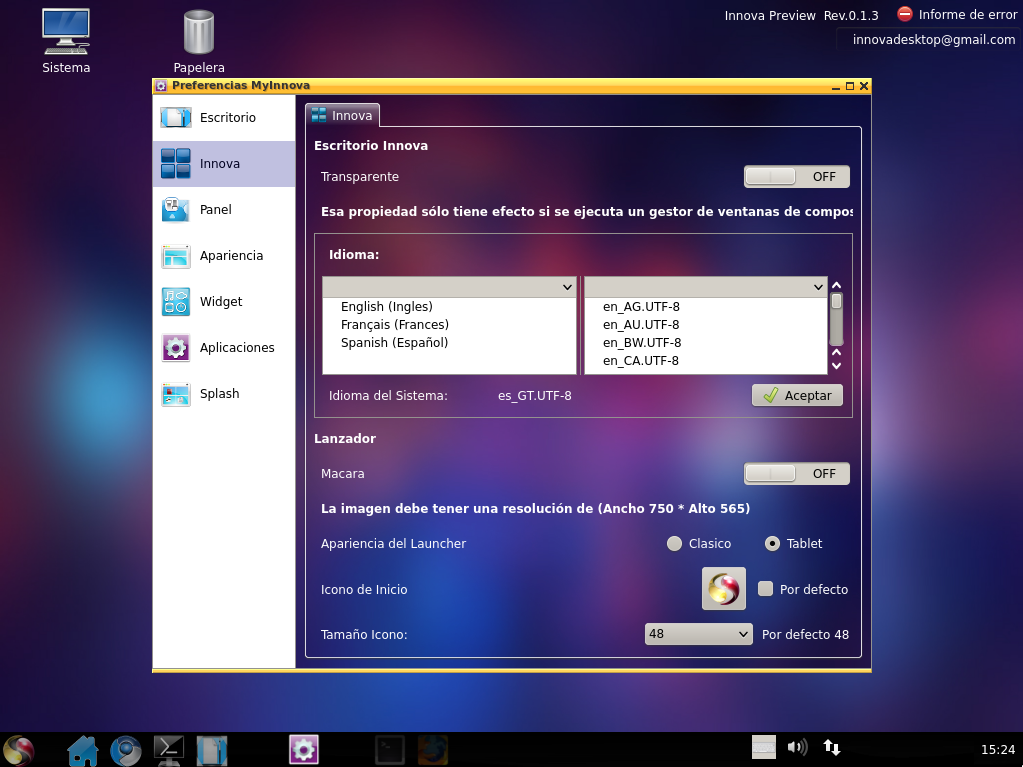 Innova Preview Rev.0.1.3
Informe de error
innovadesktop@gmail.com
Sistema
Papelera
Preferencias MyInnova
Escritorio
Innova
Panel
Apariencia
Widget
Aplicaciones
Splash
Innova
Escritorio Innova
Transparente
OFF
Esa propiedad sólo tiene efecto si se ejecuta un gestor de ventanas de compos
Idioma:
English (Ingles)
Français (Frances)
Spanish (Español)
en_AG.UTF-8
en_AU.UTF-8
en_BW.UTF-8
en_CA.UTF-8
Idioma del Sistema:
es_GT.UTF-8
Aceptar
Lanzador
Macara
OFF
La imagen debe tener una resolución de (Ancho 750 * Alto 565)
Apariencia del Launcher
Clasico
Tablet
Icono de Inicio
Por defecto
Tamaño Icono:
48
Por defecto 48
15:24